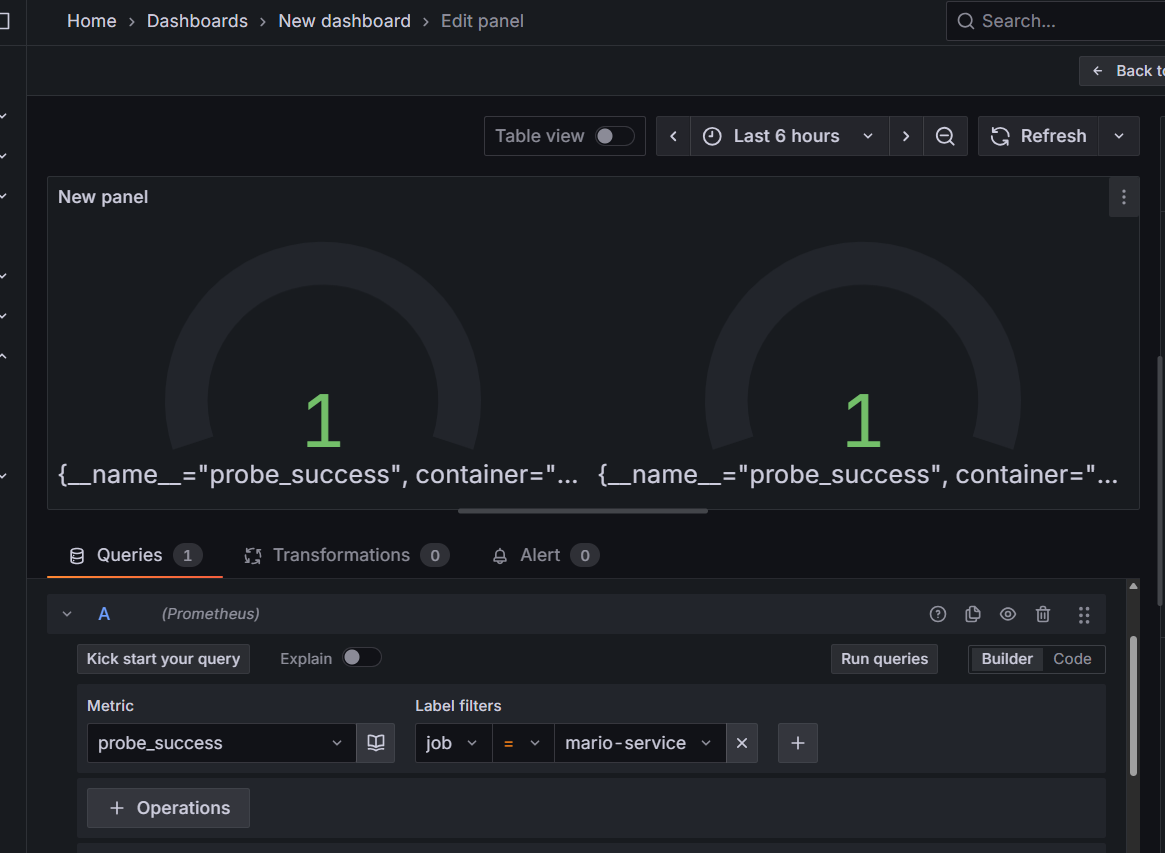 Home › Dashboards › New dashboard › Edit panel
Search...
← Back to
Table view
Last 6 hours
Refresh
New panel
1
1
{__name__="probe_success", container="...
{__name__="probe_success", container="...
Queries 1
Transformations 0
Alert 0
A (Prometheus)
Kick start your query
Explain
Run queries
Builder
Code
Metric
Label filters
probe_success
job
=
mario-service
+ Operations